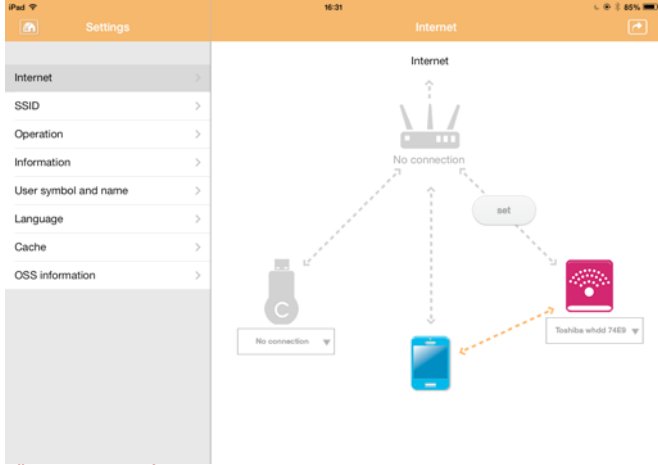 iPad 16:31 85%
Settings
Internet
Internet
SSID
Operation
Information
User symbol and name
Language
Cache
OSS information
Internet
No connection
set
C
No connection
Toshiba whdd 74E9